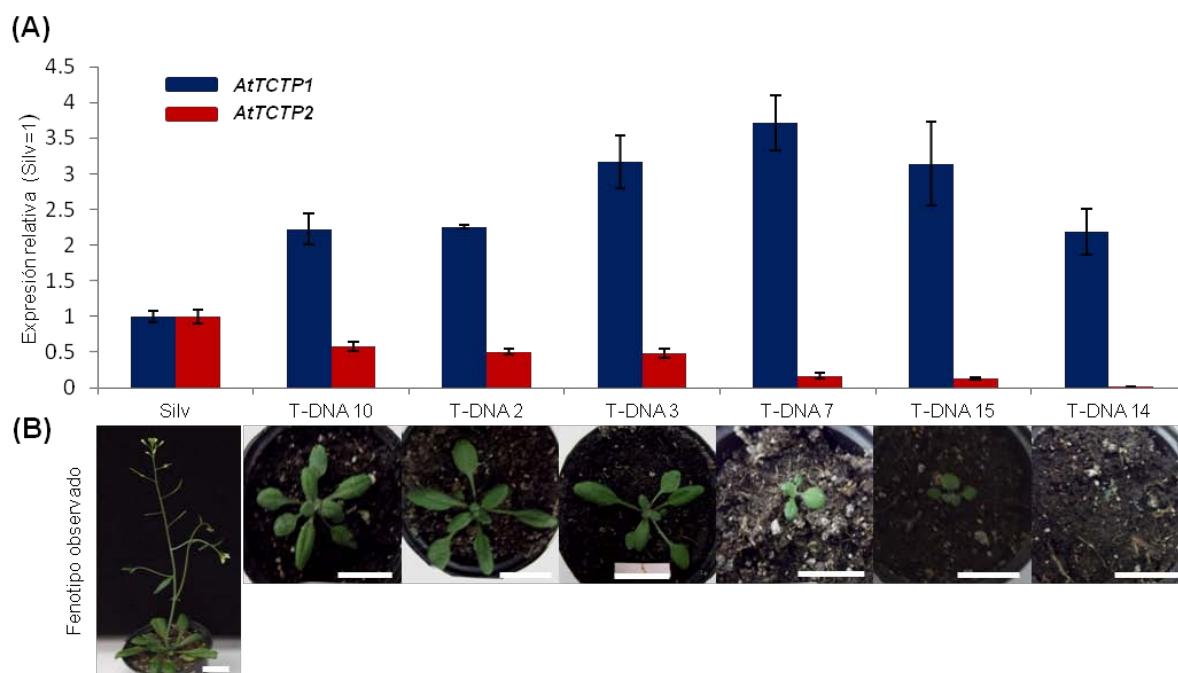 (A)
4.5
4
3.5
3
2.5
2
1.5
1
0.5
0
Expresión relativa (Silv=1)
AtTCTP1
AtTCTP2
Silv
T-DNA 10
T-DNA 2
T-DNA 3
T-DNA 7
T-DNA 15
T-DNA 14
(B)
Fenotipo observado